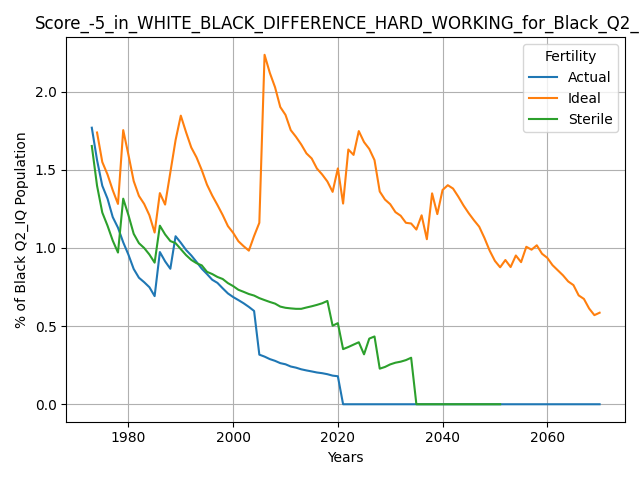 Score_-5_in_WHITE_BLACK_DIFFERENCE_HARD_WORKING_for_Black_Q2_
Fertility
Actual
Ideal
Sterile
% of Black Q2_IQ Population
2.0
1.5
1.0
0.5
0.0
1980 2000 2020 2040 2060
Years